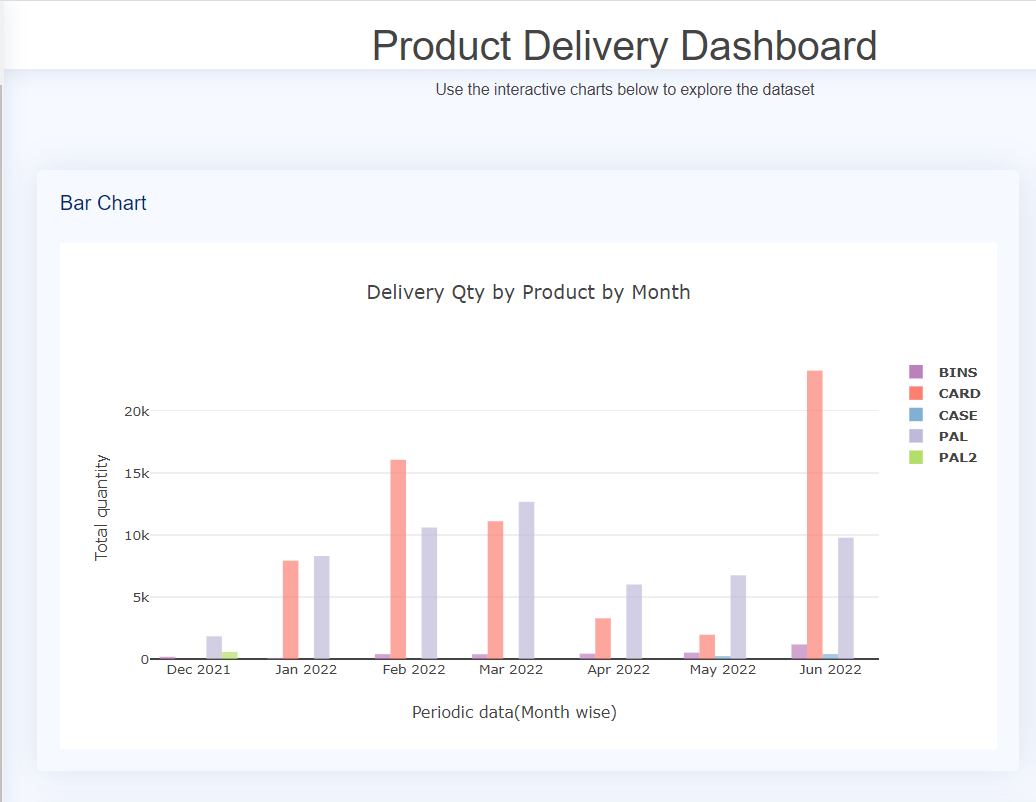 Product Delivery Dashboard
Use the interactive charts below to explore the dataset
Bar Chart
Delivery Qty by Product by Month
BINS
CARD
CASE
PAL
PAL2
Total quantity
20k
15k
10k
5k
0
Dec 2021 Jan 2022 Feb 2022 Mar 2022 Apr 2022 May 2022 Jun 2022
Periodic data(Month wise)